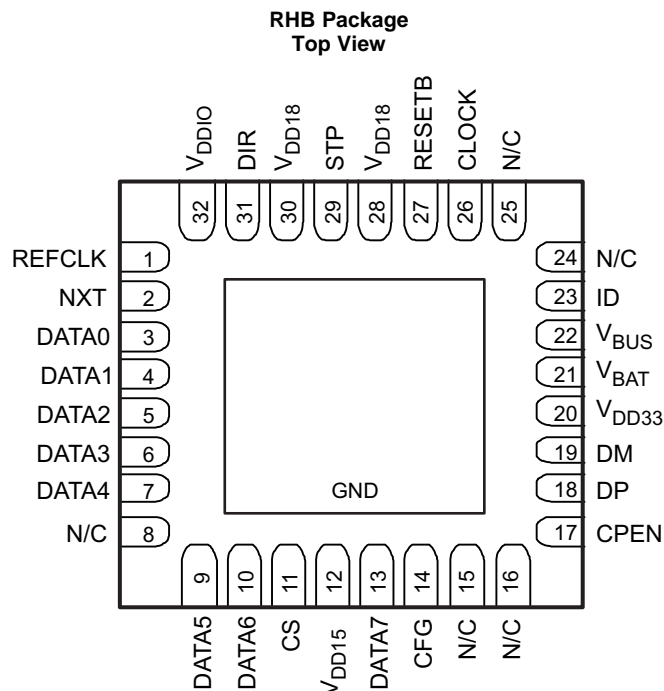 RHB Package
Top View
VDDIO
DIR
VDD18
STP
VDD18
RESETB
CLOCK
N/C
32
31
30
29
28
27
26
25
REFCLK 1
NXT 2
DATA0 3
DATA1 4
DATA2 5
DATA3 6
DATA4 7
N/C 8
24 N/C
23 ID
22 VBUS
21 VBAT
20 VDD33
19 DM
18 DP
17 CPEN
GND
9
10
11
12
13
14
15
16
DATA5
DATA6
CS
VDD15
DATA7
CFG
N/C
N/C